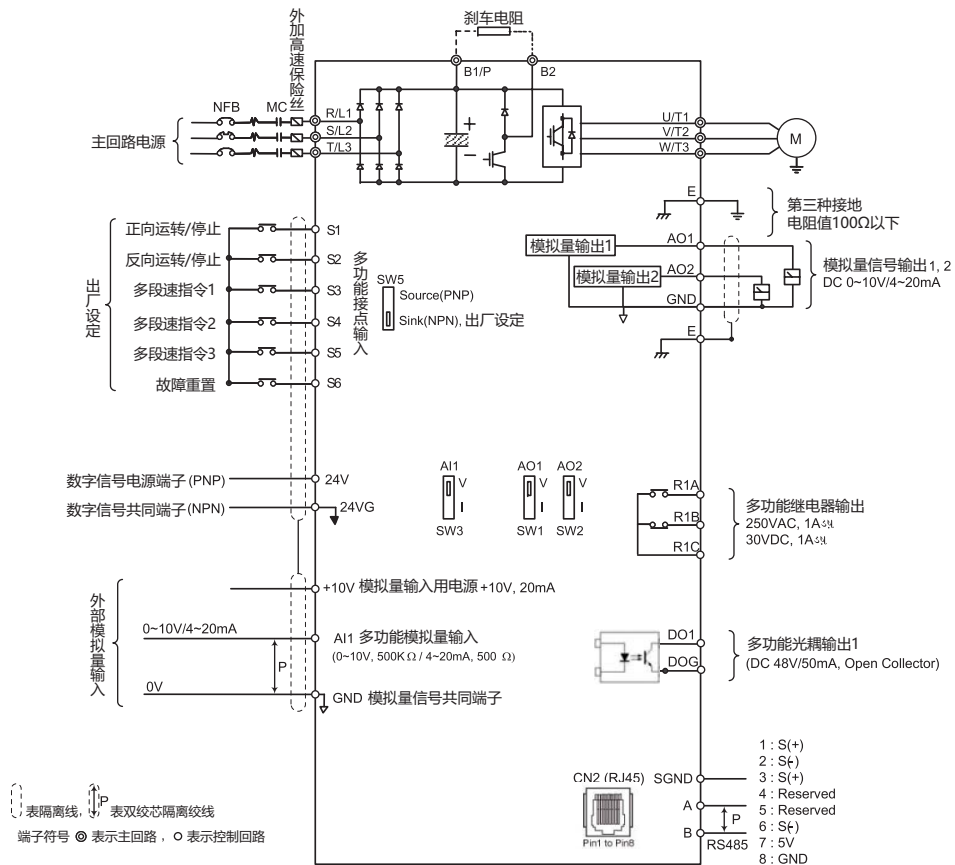 刹车电阻
外加高速保险丝
B1/P
B2
NFB
MC
R/L1
S/L2
T/L3
主回路电源
U/T1
V/T2
W/T3
M
E
第三种接地
电阻值100Ω以下
出厂设定
正向运转/停止
S1
反向运转/停止
S2
多段速指令1
S3
多段速指令2
S4
多段速指令3
S5
故障重置
S6
多功能接点输入
SW5
Source(PNP)
Sink(NPN), 出厂设定
模拟量输出1
AO1
模拟量输出2
AO2
GND
模拟量信号输出1, 2
DC 0~10V/4~20mA
E
数字信号电源端子(PNP)
24V
数字信号共同端子(NPN)
24VG
AI1
V
I
SW3
AO1
V
I
SW1
AO2
V
I
SW2
R1A
R1B
R1C
多功能继电器输出
250VAC, 1A
30VDC, 1A
外部模拟量输入
+10V 模拟量输入用电源 +10V, 20mA
0~10V/4~20mA
AI1 多功能模拟量输入
(0~10V, 500KΩ / 4~20mA, 500 Ω)
P
0V
GND 模拟量信号共同端子
DO1
DOG
多功能光耦输出1
(DC 48V/50mA, Open Collector)
CN2 (RJ45)
Pin1 to Pin8
SGND
A
B
P
RS485
1 : S(+)
2 : S(-)
3 : S(+)
4 : Reserved
5 : Reserved
6 : S(-)
7 : 5V
8 : GND
表隔离线,
P
表双绞芯隔离绞线
端子符号 ◎ 表示主回路 , ○ 表示控制回路